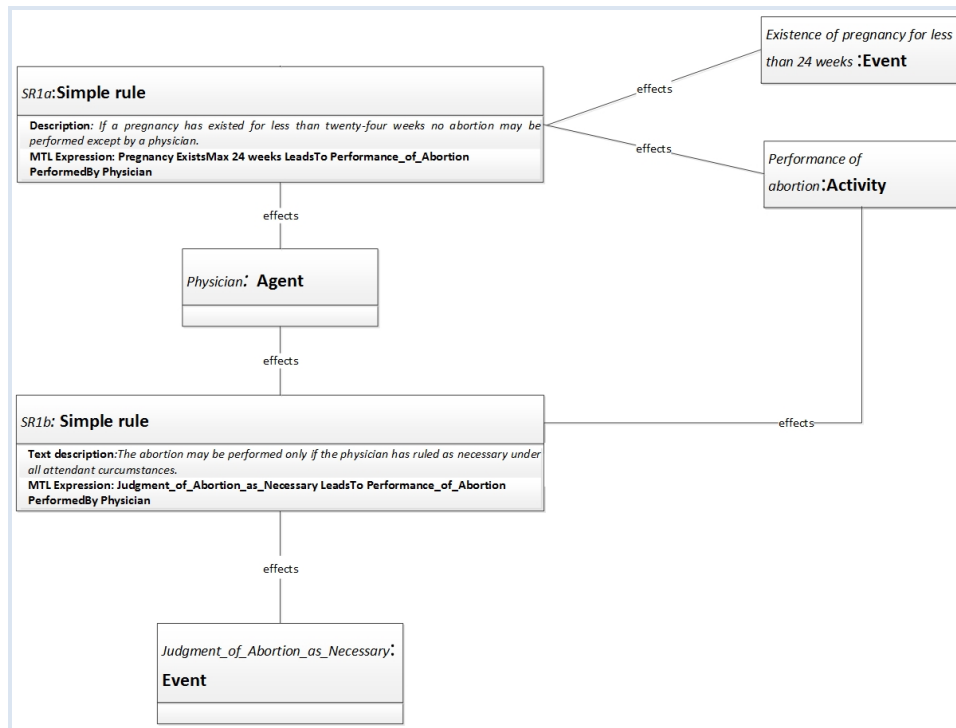 Existence of pregnancy for less
than 24 weeks :Event
SR1a:Simple rule
effects
Description: If a pregnancy has existed for less than twenty-four weeks no abortion may be
performed except by a physician.
MTL Expression: Pregnancy ExistsMax 24 weeks LeadsTo Performance_of_Abortion
PerformedBy Physician
effects
Performance of
abortion:Activity
effects
Physician: Agent
effects
SR1b: Simple rule
effects
Text description:The abortion may be performed only if the physician has ruled as necessary under
all attendant curcumstances.
MTL Expression: Judgment_of_Abortion_as_Necessary LeadsTo Performance_of_Abortion
PerformedBy Physician
effects
Judgment_of_Abortion_as_Necessary:
Event